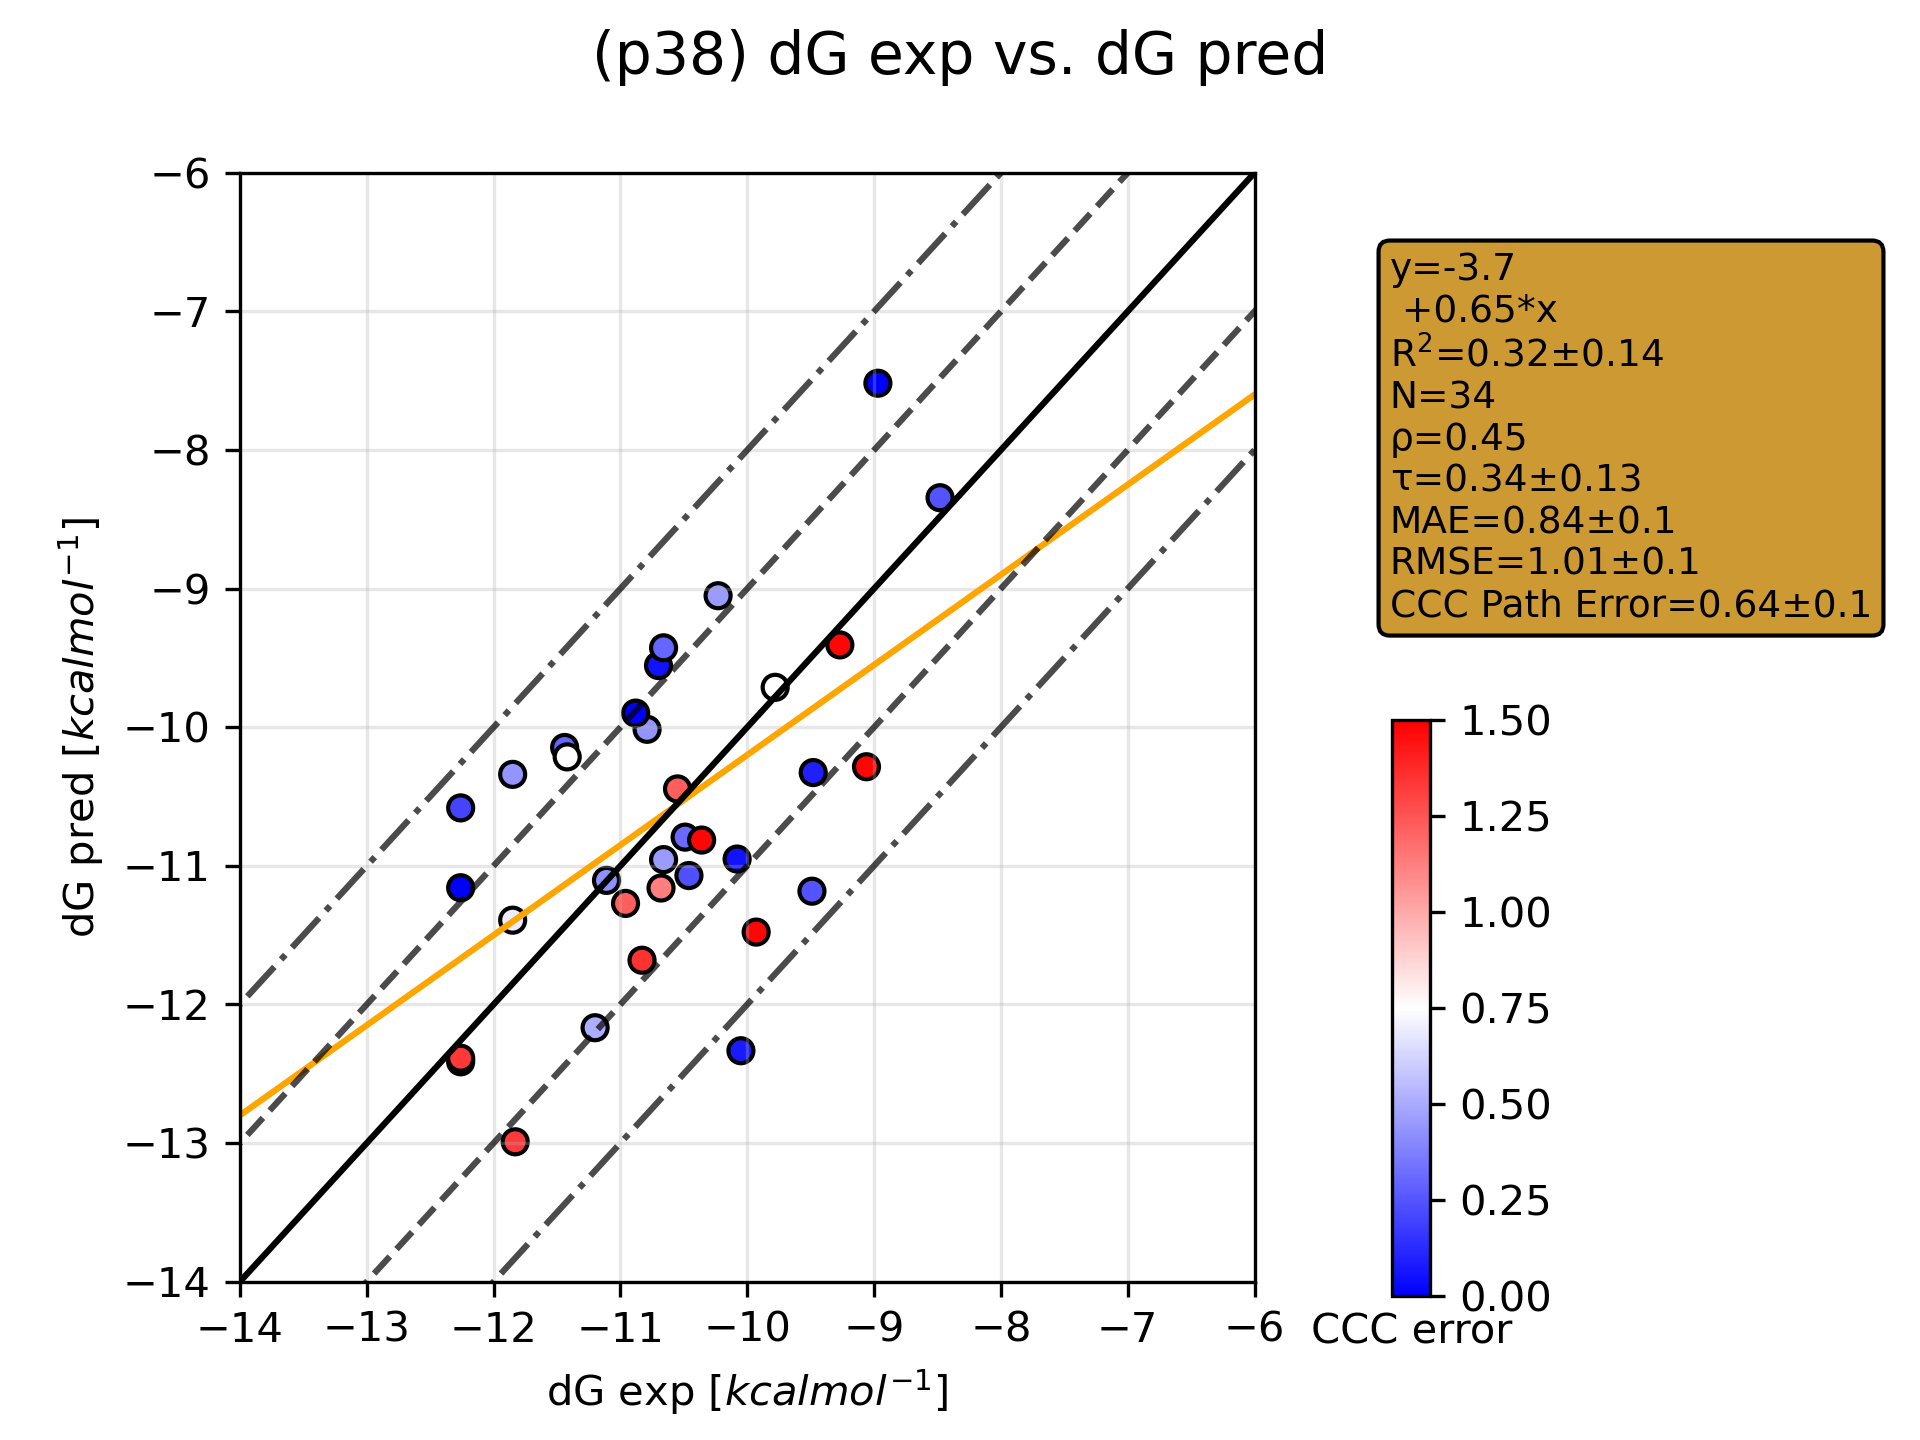 (p38) dG exp vs. dG pred
−6
−7
−8
−9
−10
−11
−12
−13
−14
dG pred [kcalmol⁻¹]
−14 −13 −12 −11 −10 −9 −8 −7 −6
dG exp [kcalmol⁻¹]
y=-3.7
+0.65*x
R²=0.32±0.14
N=34
ρ=0.45
τ=0.34±0.13
MAE=0.84±0.1
RMSE=1.01±0.1
CCC Path Error=0.64±0.1
1.50
1.25
1.00
0.75
0.50
0.25
0.00
CCC error